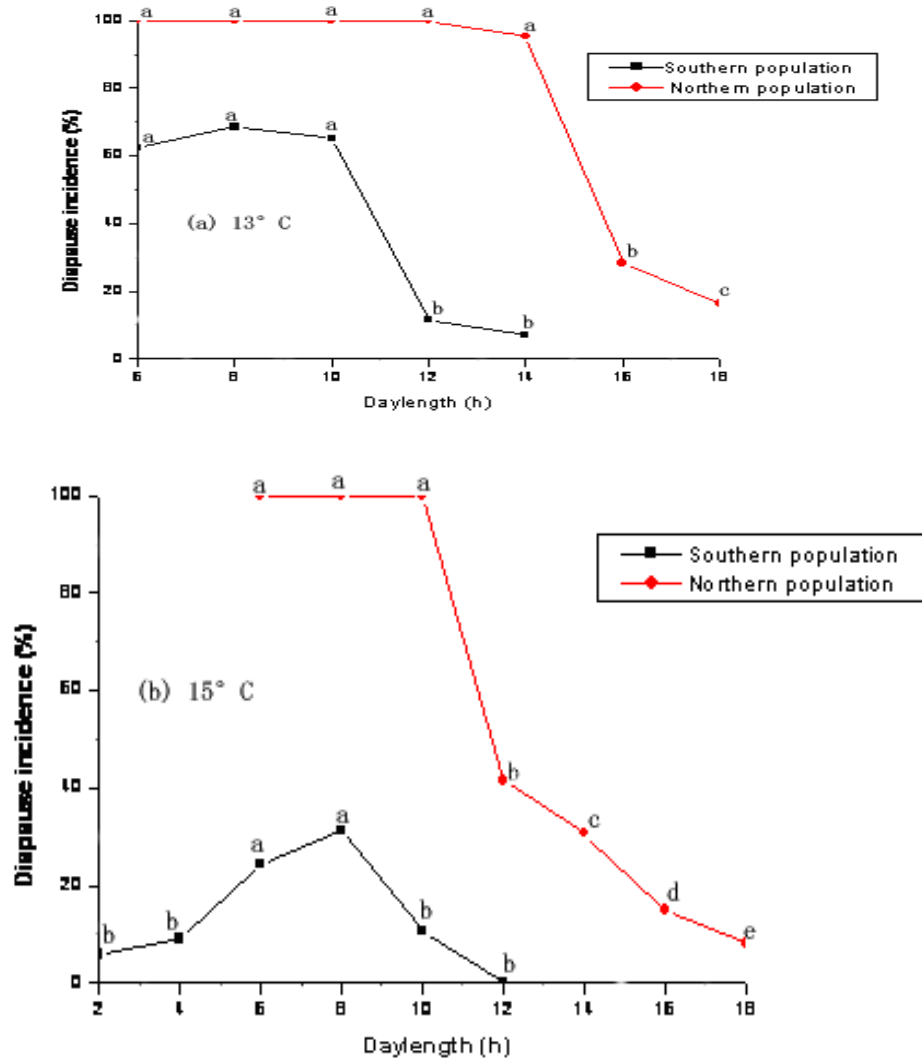 a a a a a
100
80
60
40
20
0
Diapause incidence (%)
Southern population
Northern population
a a a
(a) 13° C
b b
b
c
6 8 10 12 14 16 18
Daylength (h)
a a a
100
80
60
40
20
0
Diapause incidence (%)
Southern population
Northern population
(b) 15° C
b
c
d
e
b b a a b b
2 4 6 8 10 12 14 16 18
Daylength (h)